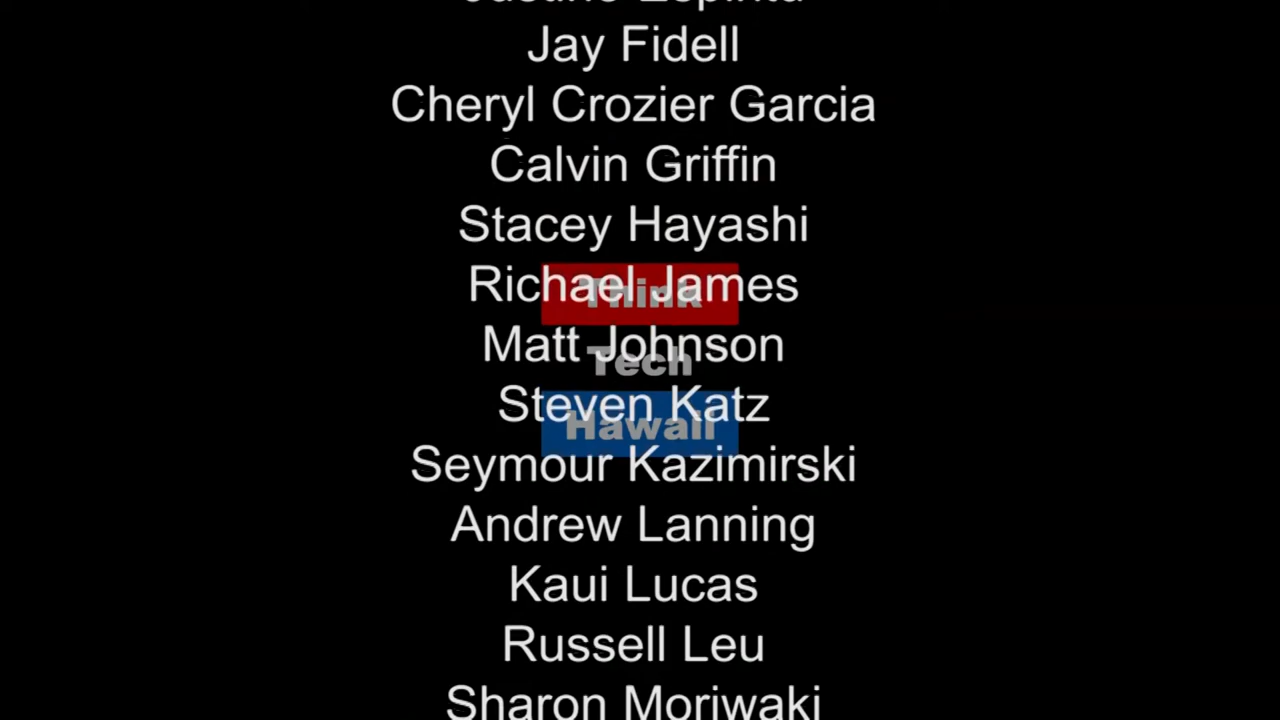 Jay Fidell
Cheryl Crozier Garcia
Calvin Griffin
Stacey Hayashi
Richael James
Think
Matt Johnson
Tech
Steven Katz
Hawaii
Seymour Kazimirski
Andrew Lanning
Kaui Lucas
Russell Leu
Sharon Moriwaki